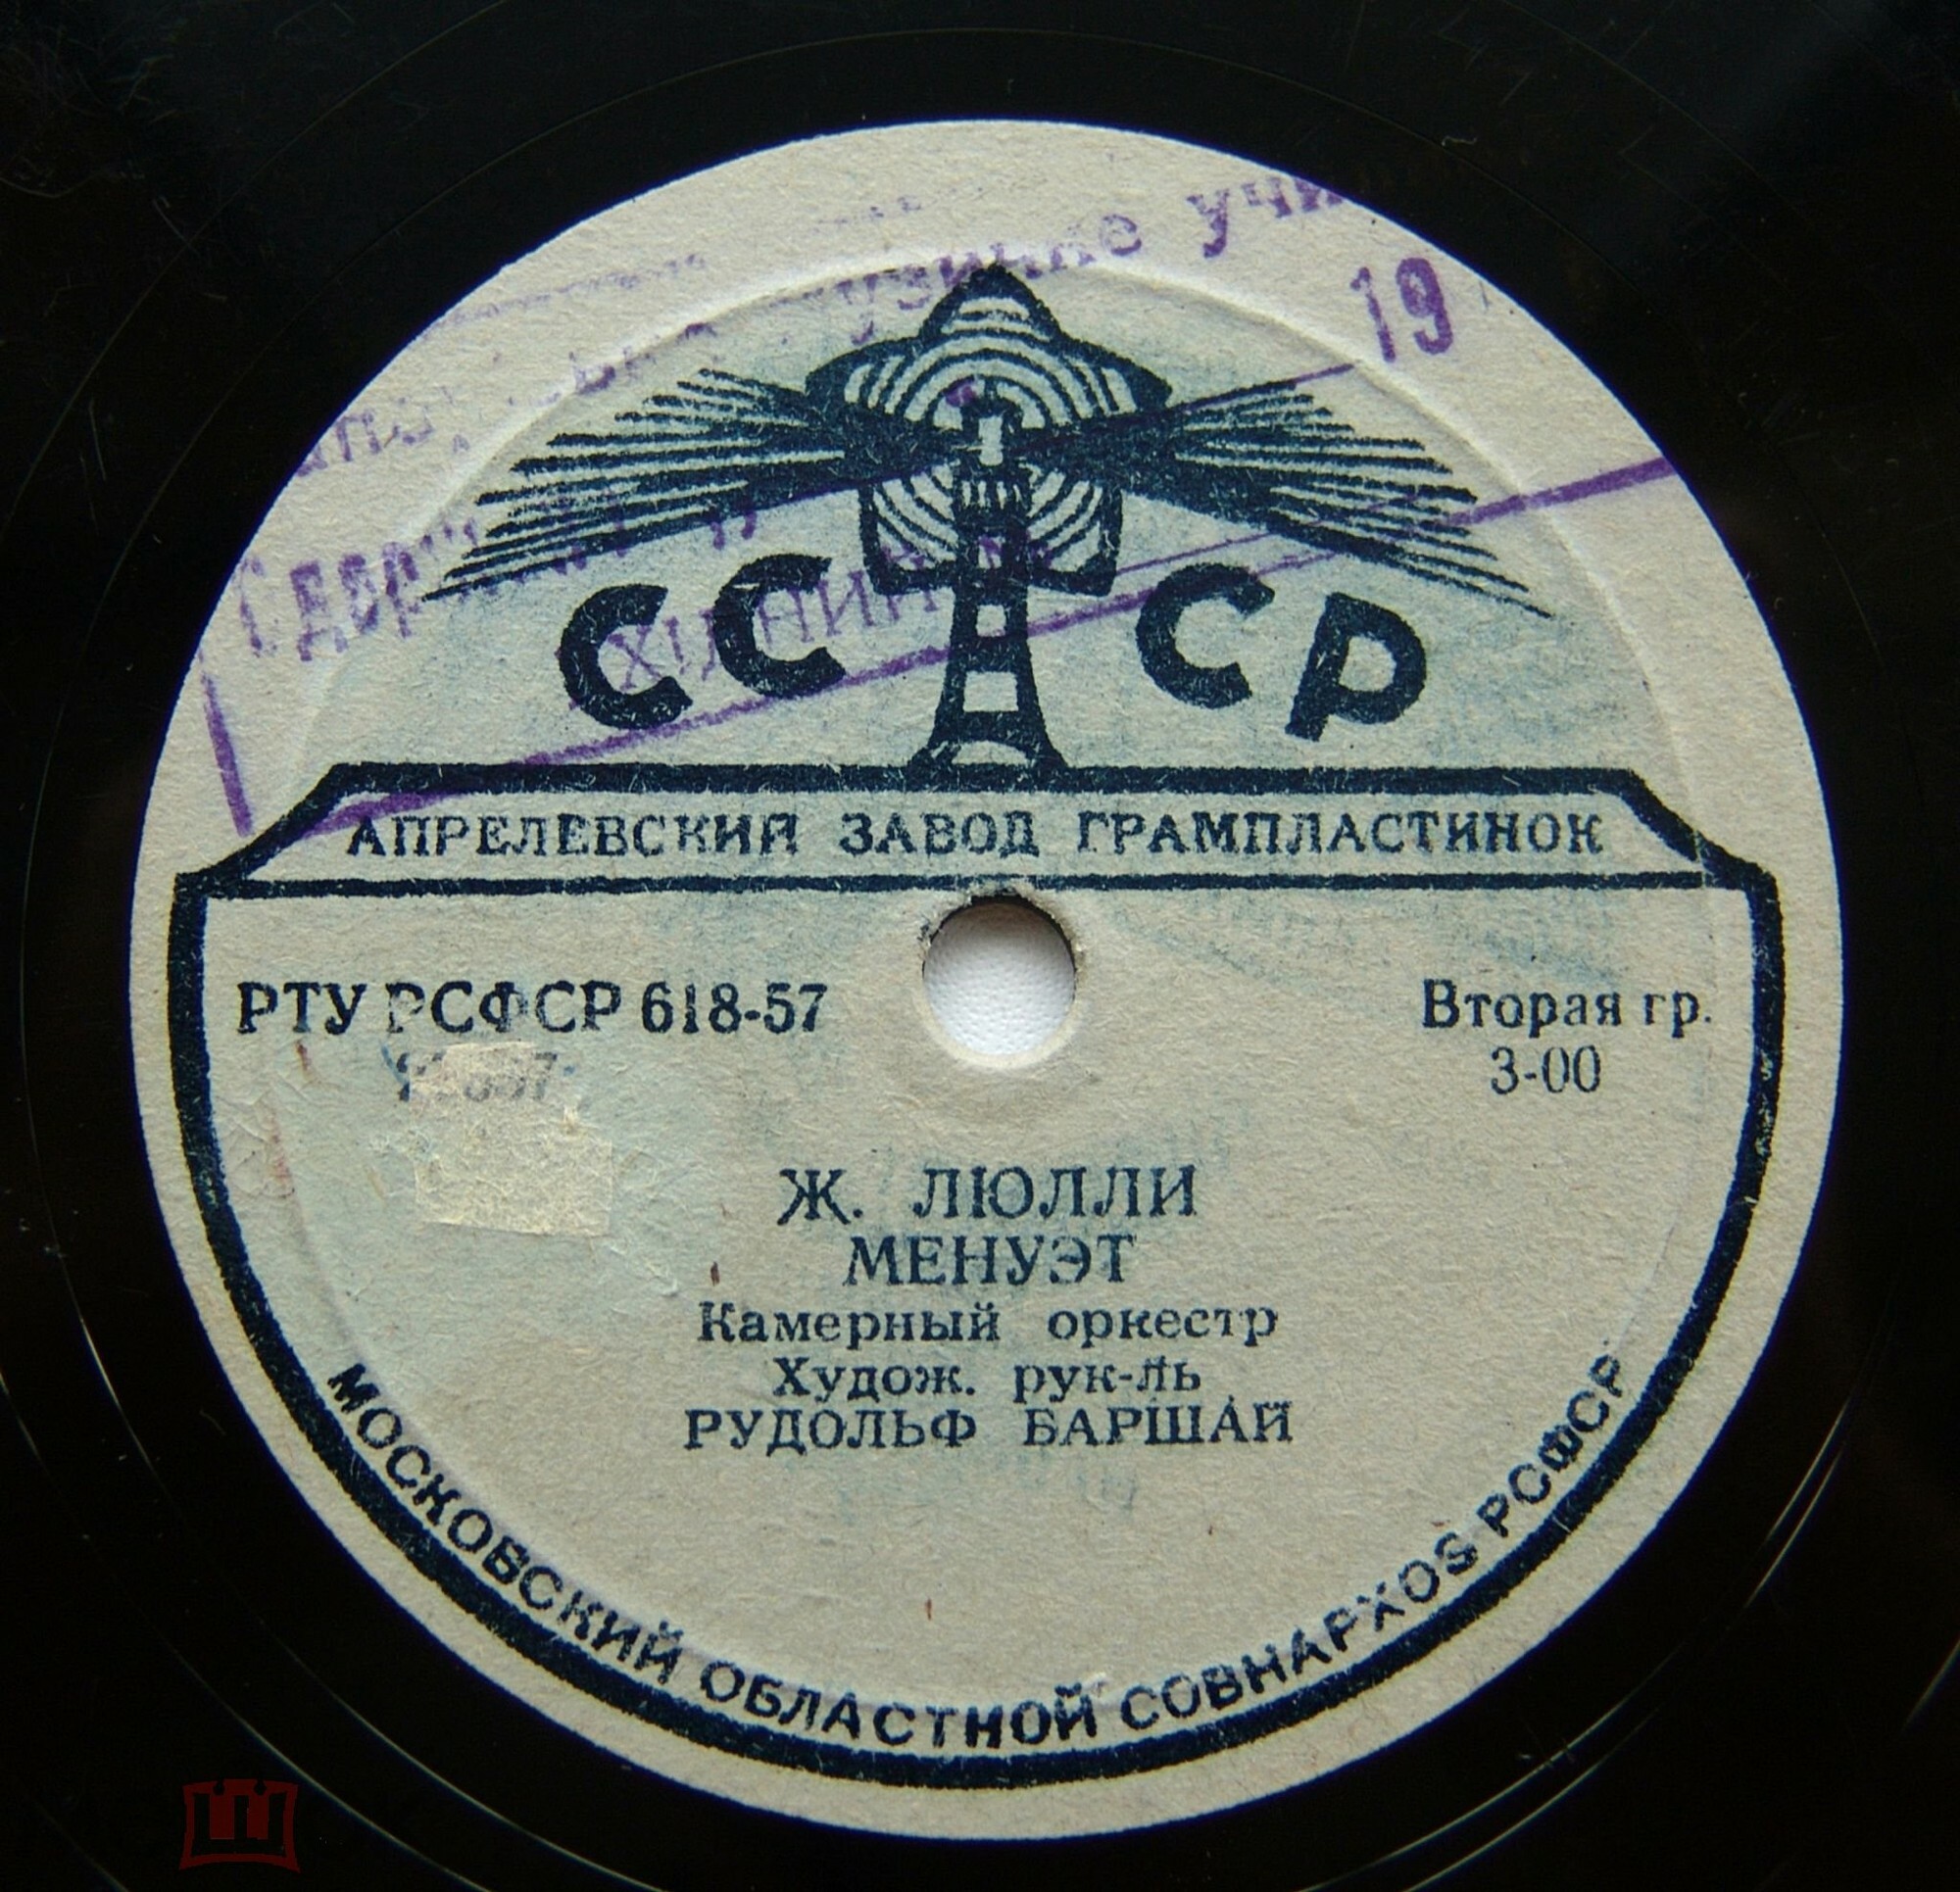 19
СССР
АПРЕЛЕВСКИЙ ЗАВОД ГРАМПЛАСТИНОК
РТУ РСФСР 618-57
Вторая гр.
3-00
Ж. ЛЮЛЛИ
МЕНУЭТ
Камерный оркестр
Худож. рук-ль
РУДОЛЬФ БАРШАЙ
МОСКОВСКИЙ ОБЛАСТНОЙ СОВНАРХОЗ РСФСР